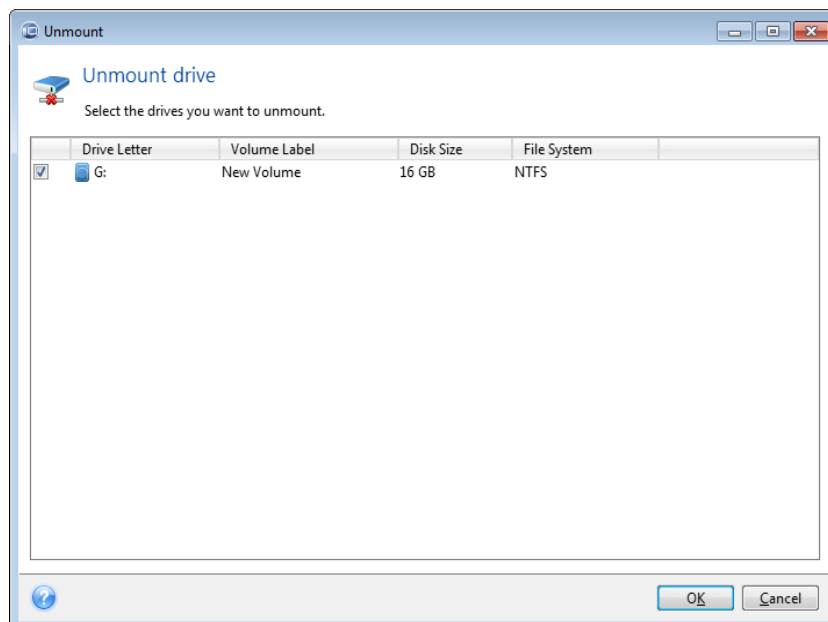 Unmount
Unmount drive
Select the drives you want to unmount.
Drive Letter Volume Label Disk Size File System
G: New Volume 16 GB NTFS
? OK Cancel